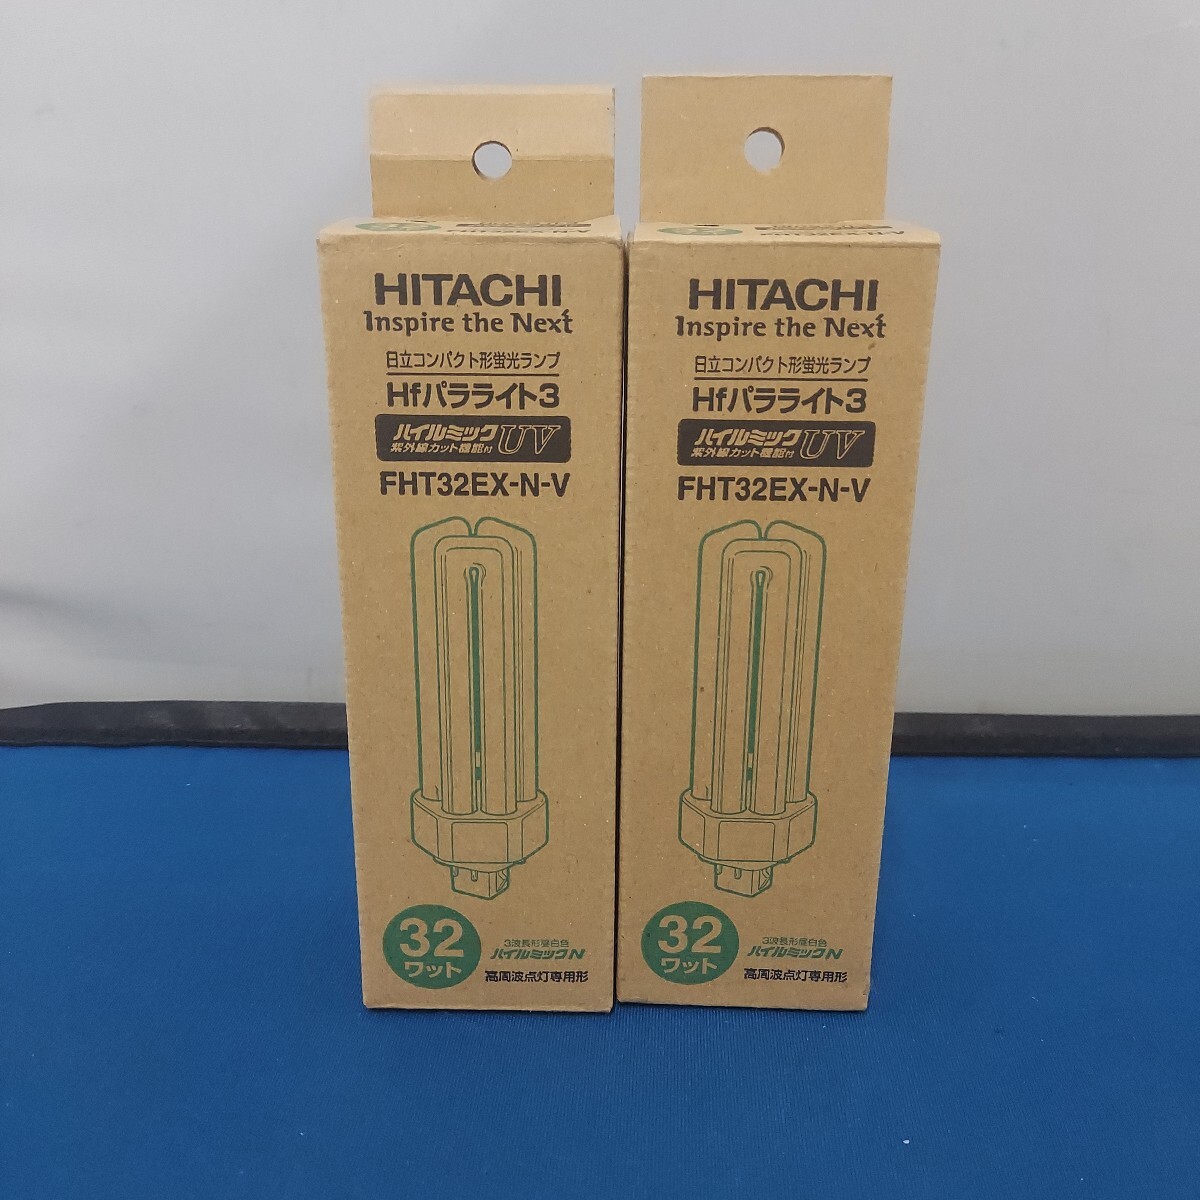 HITACHI
Inspire the Next
日立コンパクト形蛍光ランプ
Hfパラライト3
ハイルミックUV
紫外線カット機能付
FHT32EX-N-V
32
ワット
3波長形昼白色
ハイルミックN
高周波点灯専用形
HITACHI
Inspire the Next
日立コンパクト形蛍光ランプ
Hfパラライト3
ハイルミックUV
紫外線カット機能付
FHT32EX-N-V
32
ワット
3波長形昼白色
ハイルミックN
高周波点灯専用形